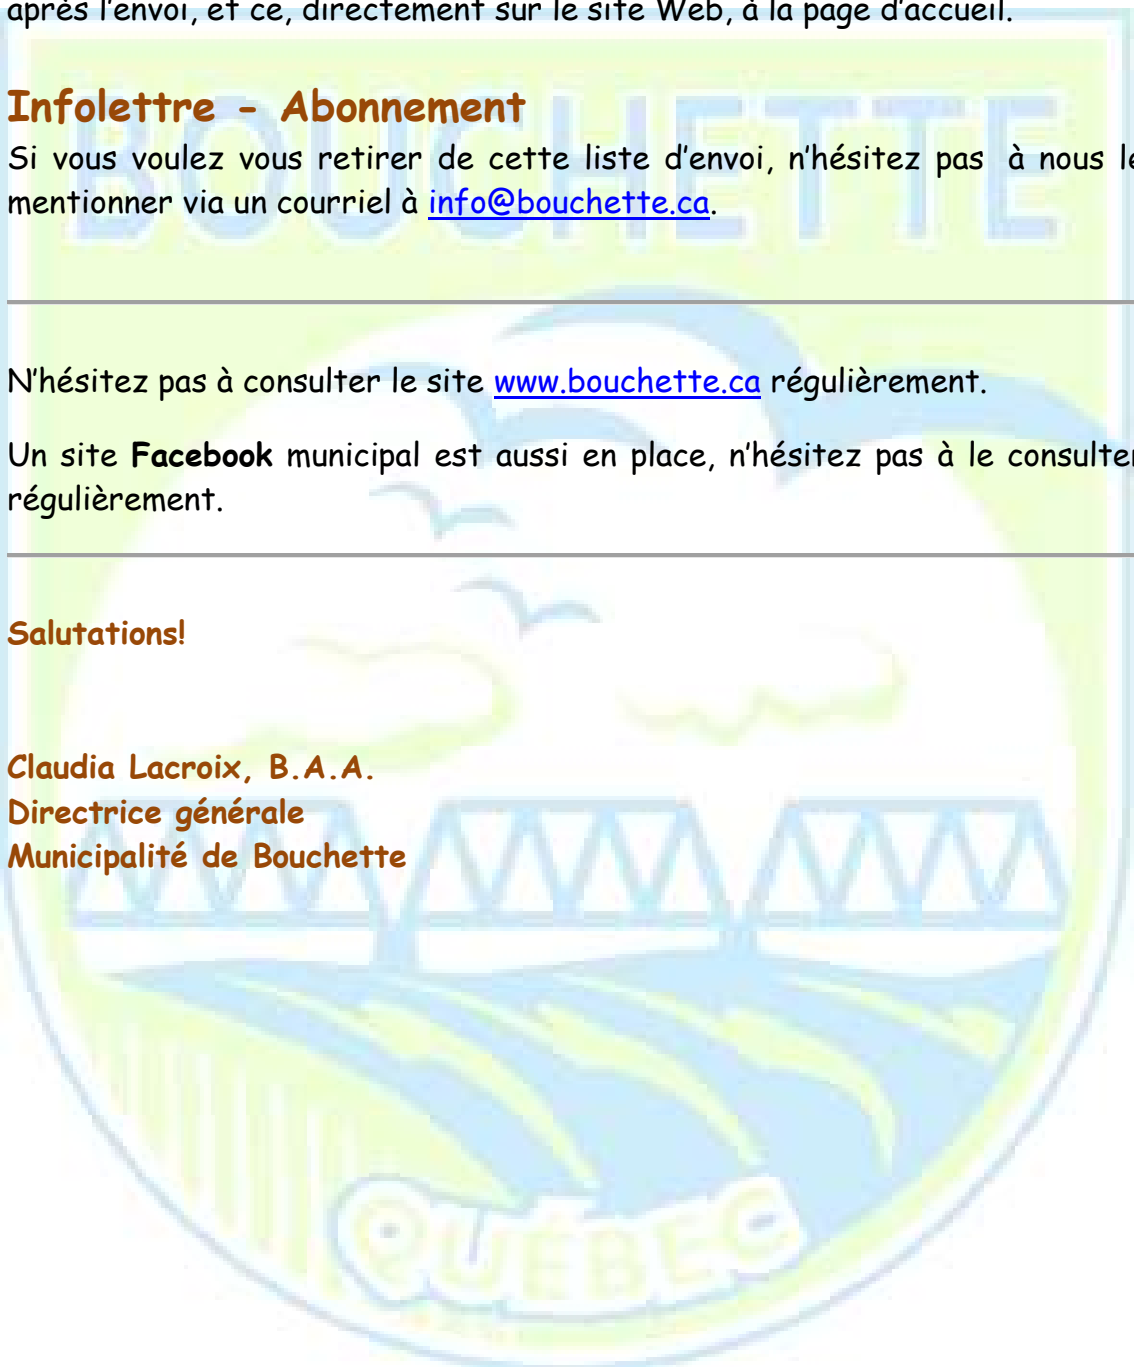 après l'envoi, et ce, directement sur le site Web, à la page d'accueil.
Infolettre - Abonnement
Si vous voulez vous retirer de cette liste d'envoi, n'hésitez pas à nous le
mentionner via un courriel à info@bouchette.ca.
N'hésitez pas à consulter le site www.bouchette.ca régulièrement.
Un site Facebook municipal est aussi en place, n'hésitez pas à le consulter
régulièrement.
Salutations!
Claudia Lacroix, B.A.A.
Directrice générale
Municipalité de Bouchette
BOUCHETTE
QUÉBEC